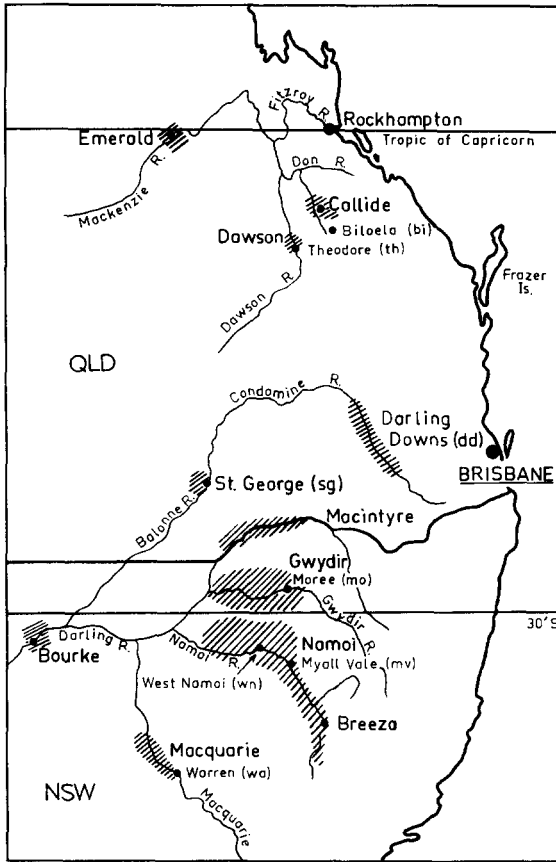 Fitzroy R.
Rockhampton
Tropic of Capricorn
Emerald
Mackenzie R.
Don R.
Callide
Biloela (bi)
Dawson
Theodore (th)
Dawson R.
Frazer
Is.
QLD
Condamine R.
Darling
Downs (dd)
BRISBANE
St. George (sg)
Balonne R.
Macintyre
Gwydir
Moree (mo)
Gwydir R.
30°S
Darling R.
Bourke
Namoi R.
Namoi
Myall Vale (mv)
West Namoi (wn)
Breeza
Macquarie
Warren (wa)
NSW
Macquarie